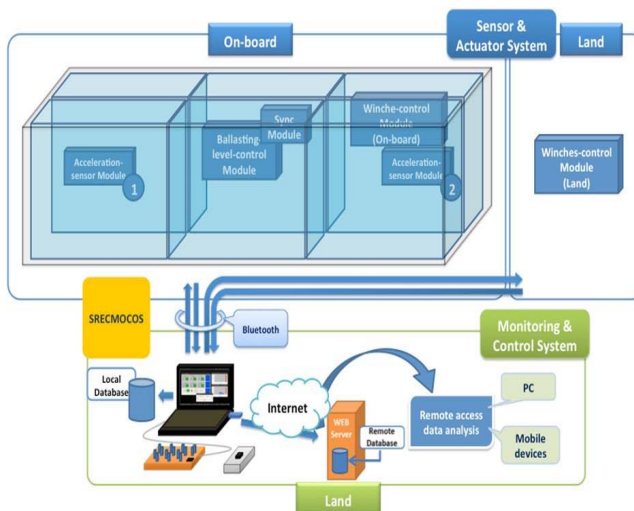 On-board
Sensor &
Actuator System
Land
Sync
Module
Winche-control
Module
(On-board)
Ballasting-
level-control
Module
Acceleration-
sensor Module
1
Acceleration-
sensor Module
2
Winches-control
Module
(Land)
SRECMOCOS
Bluetooth
Monitoring &
Control System
Local
Database
Internet
WEB
Server
Remote
Database
Remote access
data analysis
PC
Mobile
devices
Land